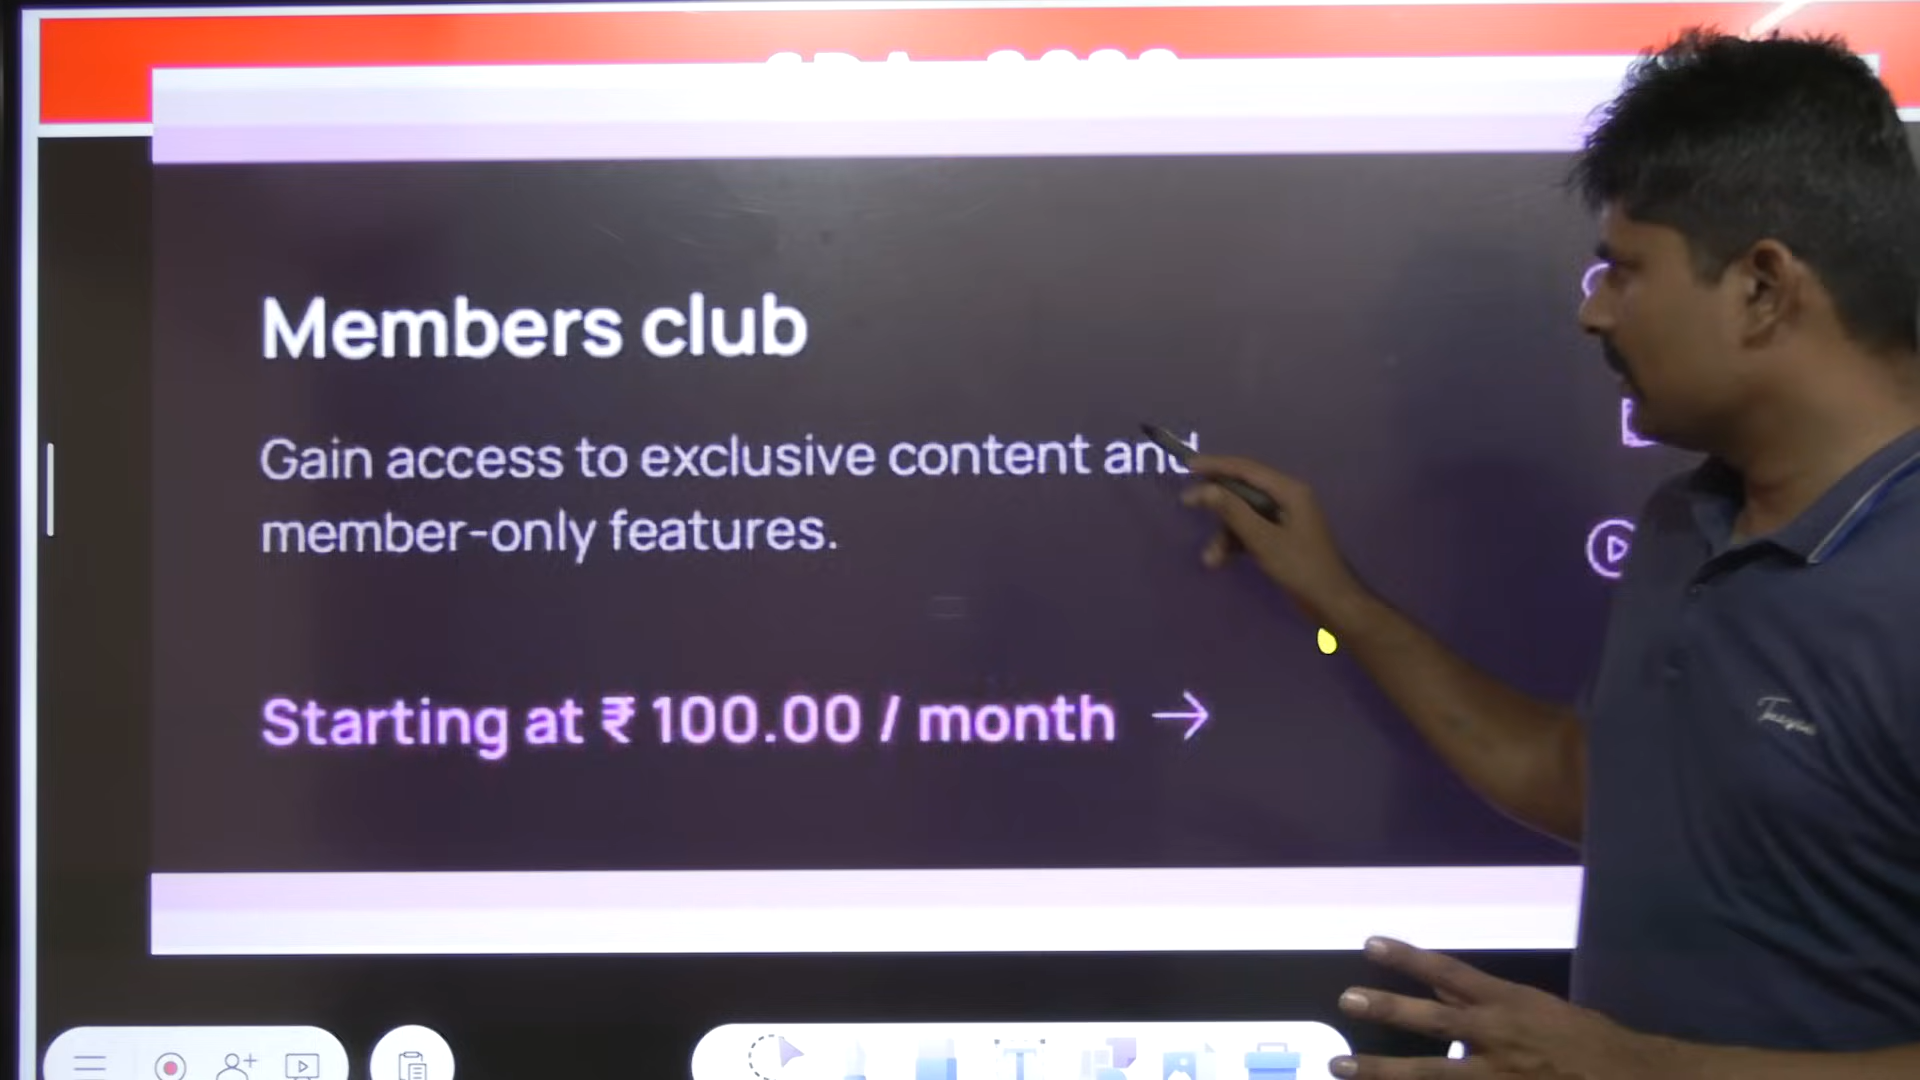 Members club
Gain access to exclusive content and
member-only features.
Starting at ₹ 100.00 / month →